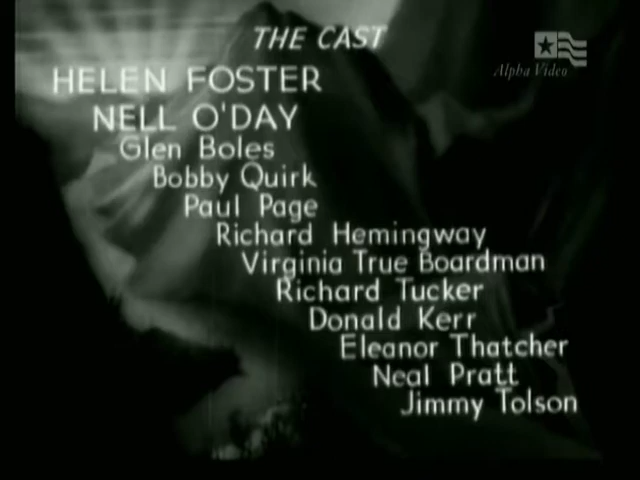 THE CAST
Alpha Video
HELEN FOSTER
NELL O'DAY
Glen Boles
Bobby Quirk
Paul Page
Richard Hemingway
Virginia True Boardman
Richard Tucker
Donald Kerr
Eleanor Thatcher
Neal Pratt
Jimmy Tolson